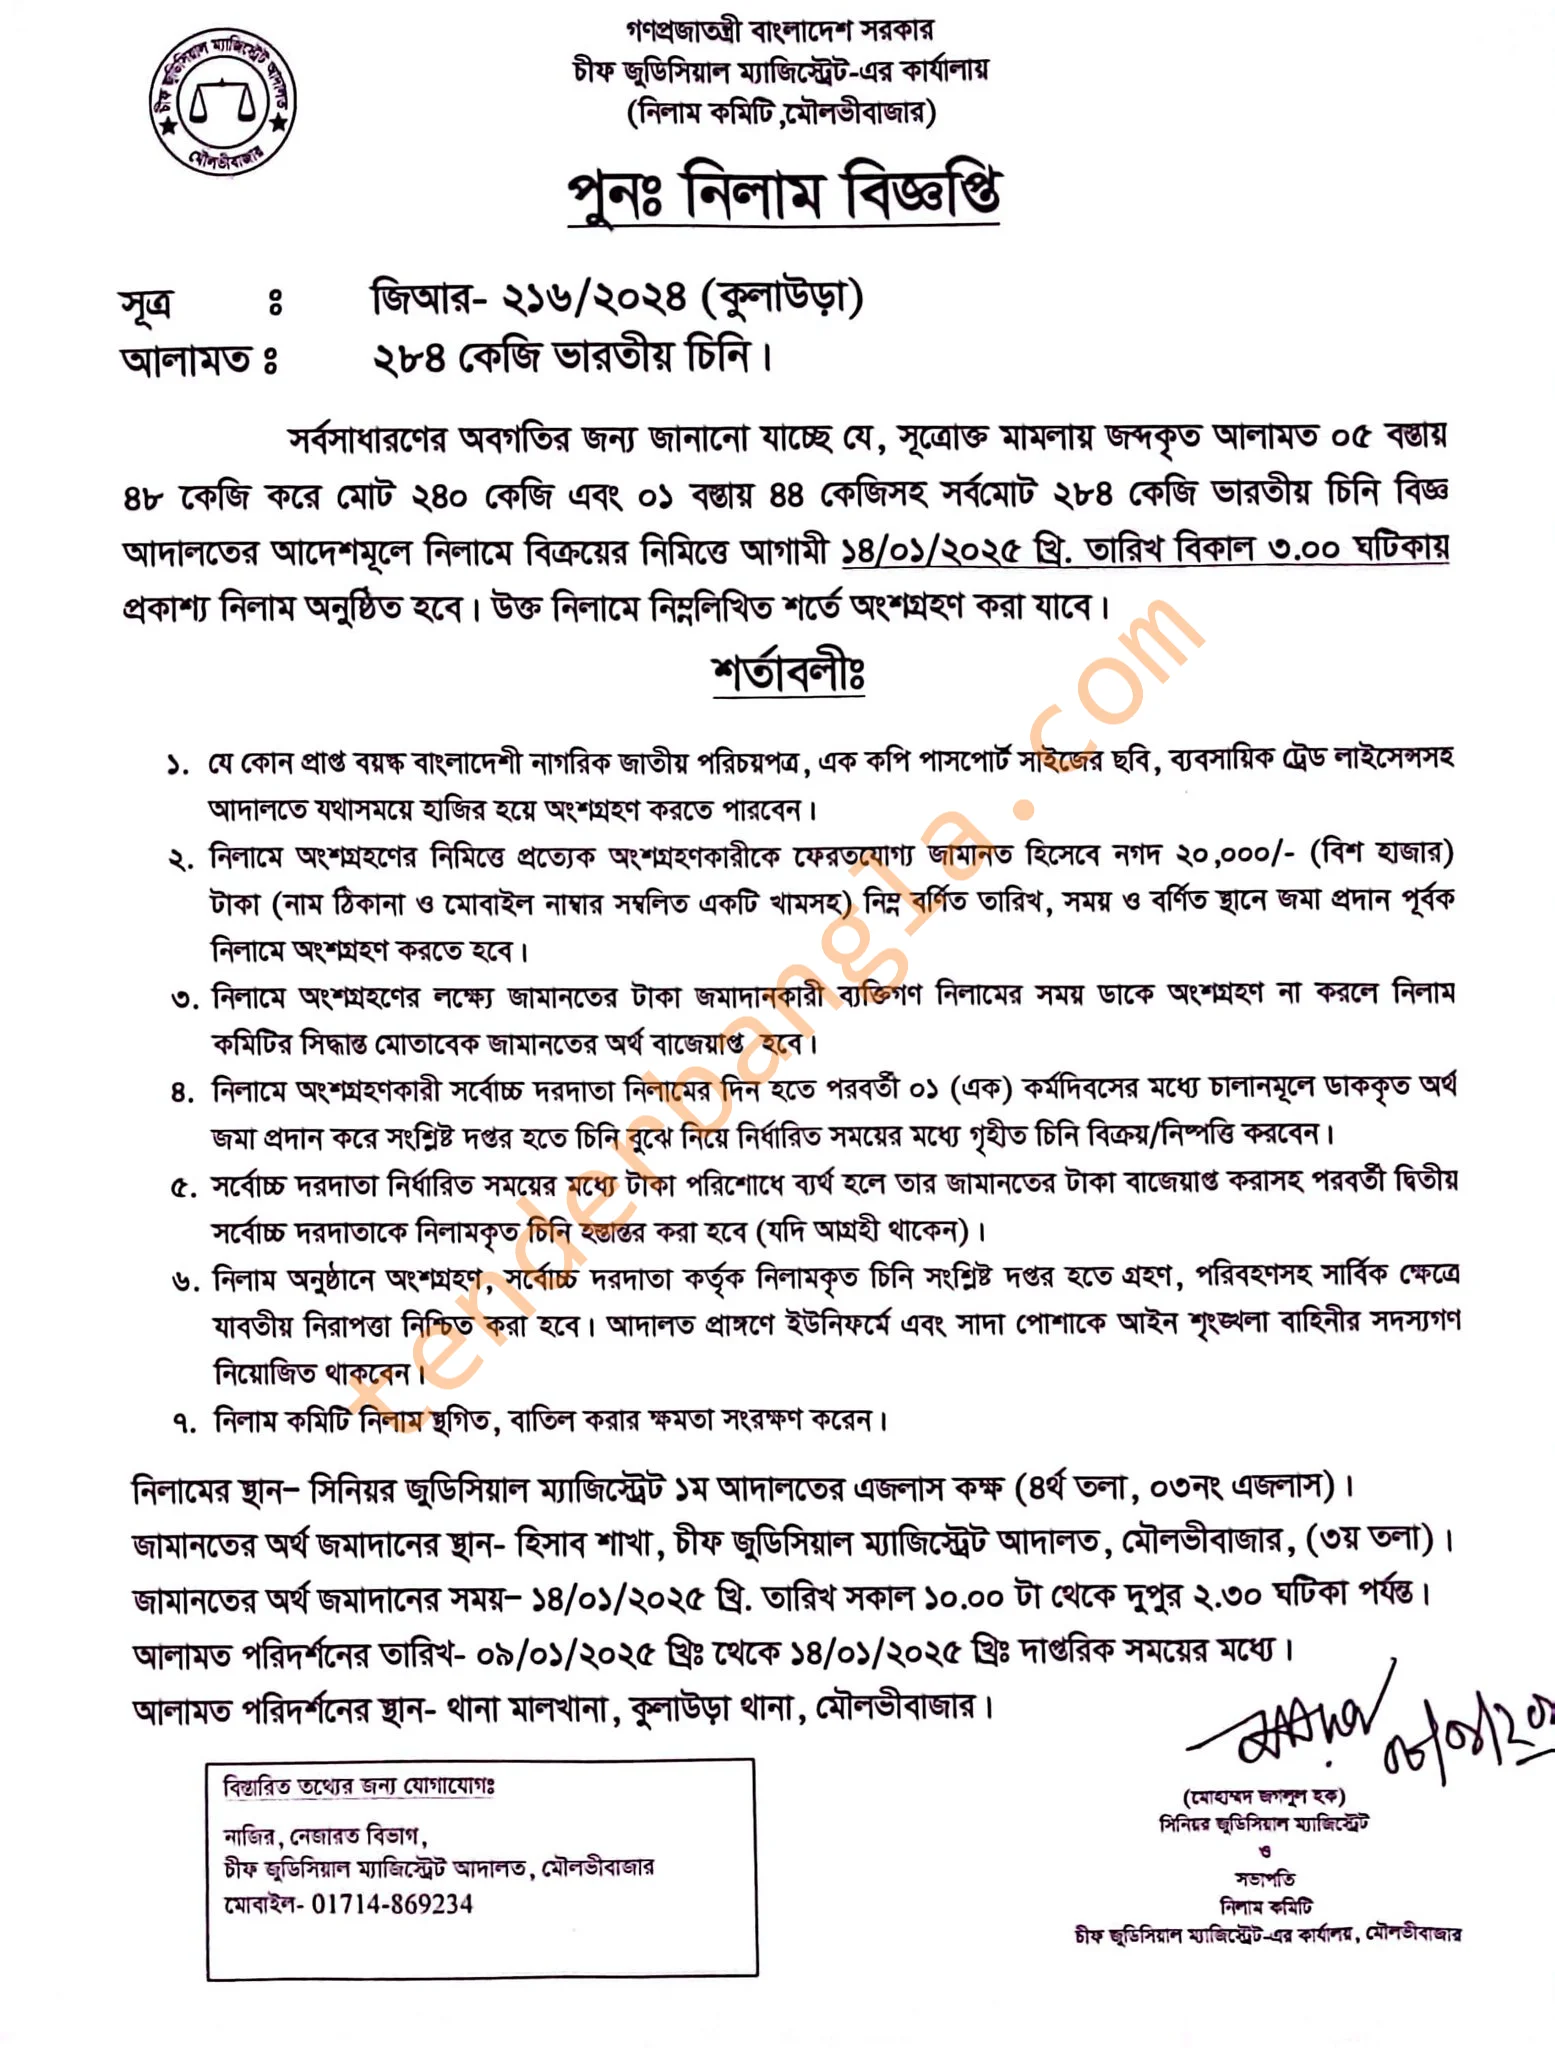 গণপ্রজাতন্ত্রী বাংলাদেশ সরকার
চীফ জুডিসিয়াল ম্যাজিস্ট্রেট-এর কার্যালয়
(নিলাম কমিটি,মৌলভীবাজার)
চীফ জুডিসিয়াল ম্যাজিস্ট্রেট আদালত
মৌলভীবাজার
পুনঃ নিলাম বিজ্ঞপ্তি
সূত্র : জিআর- ২১৬/২০২৪ (কুলাউড়া)
আলামত : ২৮৪ কেজি ভারতীয় চিনি।
সর্বসাধারণের অবগতির জন্য জানানো যাচ্ছে যে, সূত্রোক্ত মামলায় জব্দকৃত আলামত ০৫ বস্তায়
৪৮ কেজি করে মোট ২৪০ কেজি এবং ০১ বস্তায় ৪৪ কেজিসহ সর্বমোট ২৮৪ কেজি ভারতীয় চিনি বিজ্ঞ
আদালতের আদেশমূলে নিলামে বিক্রয়ের নিমিত্তে আগামী ১৪/০১/২০২৫ খ্রি. তারিখ বিকাল ৩.০০ ঘটিকায়
প্রকাশ্য নিলাম অনুষ্ঠিত হবে। উক্ত নিলামে নিম্নলিখিত শর্তে অংশগ্রহণ করা যাবে।
শর্তাবলীঃ
১. যে কোন প্রাপ্ত বয়স্ক বাংলাদেশী নাগরিক জাতীয় পরিচয়পত্র, এক কপি পাসপোর্ট সাইজের ছবি, ব্যবসায়িক ট্রেড লাইসেন্সসহ
আদালতে যথাসময়ে হাজির হয়ে অংশগ্রহণ করতে পারবেন।
২. নিলামে অংশগ্রহণের নিমিত্তে প্রত্যেক অংশগ্রহণকারীকে ফেরতযোগ্য জামানত হিসেবে নগদ ২০,০০০/- (বিশ হাজার)
টাকা (নাম ঠিকানা ও মোবাইল নাম্বার সম্বলিত একটি খামসহ) নিম্ন বর্ণিত তারিখ, সময় ও বর্ণিত স্থানে জমা প্রদান পূর্বক
নিলামে অংশগ্রহণ করতে হবে।
৩. নিলামে অংশগ্রহণের লক্ষ্যে জামানতের টাকা জমাদানকারী ব্যক্তিগণ নিলামের সময় ডাকে অংশগ্রহণ না করলে নিলাম
কমিটির সিদ্ধান্ত মোতাবেক জামানতের অর্থ বাজেয়াপ্ত হবে।
৪. নিলামে অংশগ্রহণকারী সর্বোচ্চ দরদাতা নিলামের দিন হতে পরবর্তী ০১ (এক) কর্মদিবসের মধ্যে চালানমূলে ডাককৃত অর্থ
জমা প্রদান করে সংশ্লিষ্ট দপ্তর হতে চিনি বুঝে নিয়ে নির্ধারিত সময়ের মধ্যে গৃহীত চিনি বিক্রয়/নিষ্পত্তি করবেন।
৫. সর্বোচ্চ দরদাতা নির্ধারিত সময়ের মধ্যে টাকা পরিশোধে ব্যর্থ হলে তার জামানতের টাকা বাজেয়াপ্ত করাসহ পরবর্তী দ্বিতীয়
সর্বোচ্চ দরদাতাকে নিলামকৃত চিনি হস্তান্তর করা হবে (যদি আগ্রহী থাকেন)।
৬. নিলাম অনুষ্ঠানে অংশগ্রহণ, সর্বোচ্চ দরদাতা কর্তৃক নিলামকৃত চিনি সংশ্লিষ্ট দপ্তর হতে গ্রহণ, পরিবহণসহ সার্বিক ক্ষেত্রে
যাবতীয় নিরাপত্তা নিশ্চিত করা হবে। আদালত প্রাঙ্গণে ইউনিফর্মে এবং সাদা পোশাকে আইন শৃংঙ্খলা বাহিনীর সদস্যগণ
নিয়োজিত থাকবেন।
৭. নিলাম কমিটি নিলাম স্থগিত, বাতিল করার ক্ষমতা সংরক্ষণ করেন।
tenderbangla.com
নিলামের স্থান– সিনিয়র জুডিসিয়াল ম্যাজিস্ট্রেট ১ম আদালতের এজলাস কক্ষ (৪র্থ তলা, ০৩নং এজলাস)।
জামানতের অর্থ জমাদানের স্থান- হিসাব শাখা, চীফ জুডিসিয়াল ম্যাজিস্ট্রেট আদালত, মৌলভীবাজার, (৩য় তলা)।
জামানতের অর্থ জমাদানের সময়– ১৪/০১/২০২৫ খ্রি. তারিখ সকাল ১০.০০ টা থেকে দুপুর ২.৩০ ঘটিকা পর্যন্ত।
আলামত পরিদর্শনের তারিখ- ০৯/০১/২০২৫ খ্রিঃ থেকে ১৪/০১/২০২৫ খ্রিঃ দাপ্তরিক সময়ের মধ্যে।
আলামত পরিদর্শনের স্থান- থানা মালখানা, কুলাউড়া থানা, মৌলভীবাজার।
বিস্তারিত তথ্যের জন্য যোগাযোগঃ
নাজির, নেজারত বিভাগ,
চীফ জুডিসিয়াল ম্যাজিস্ট্রেট আদালত, মৌলভীবাজার
মোবাইল- 01714-869234
(মোহাম্মদ জগলুল হক)
সিনিয়র জুডিসিয়াল ম্যাজিস্ট্রেট
ও
সভাপতি
নিলাম কমিটি
চীফ জুডিসিয়াল ম্যাজিস্ট্রেট-এর কার্যালয়, মৌলভীবাজার